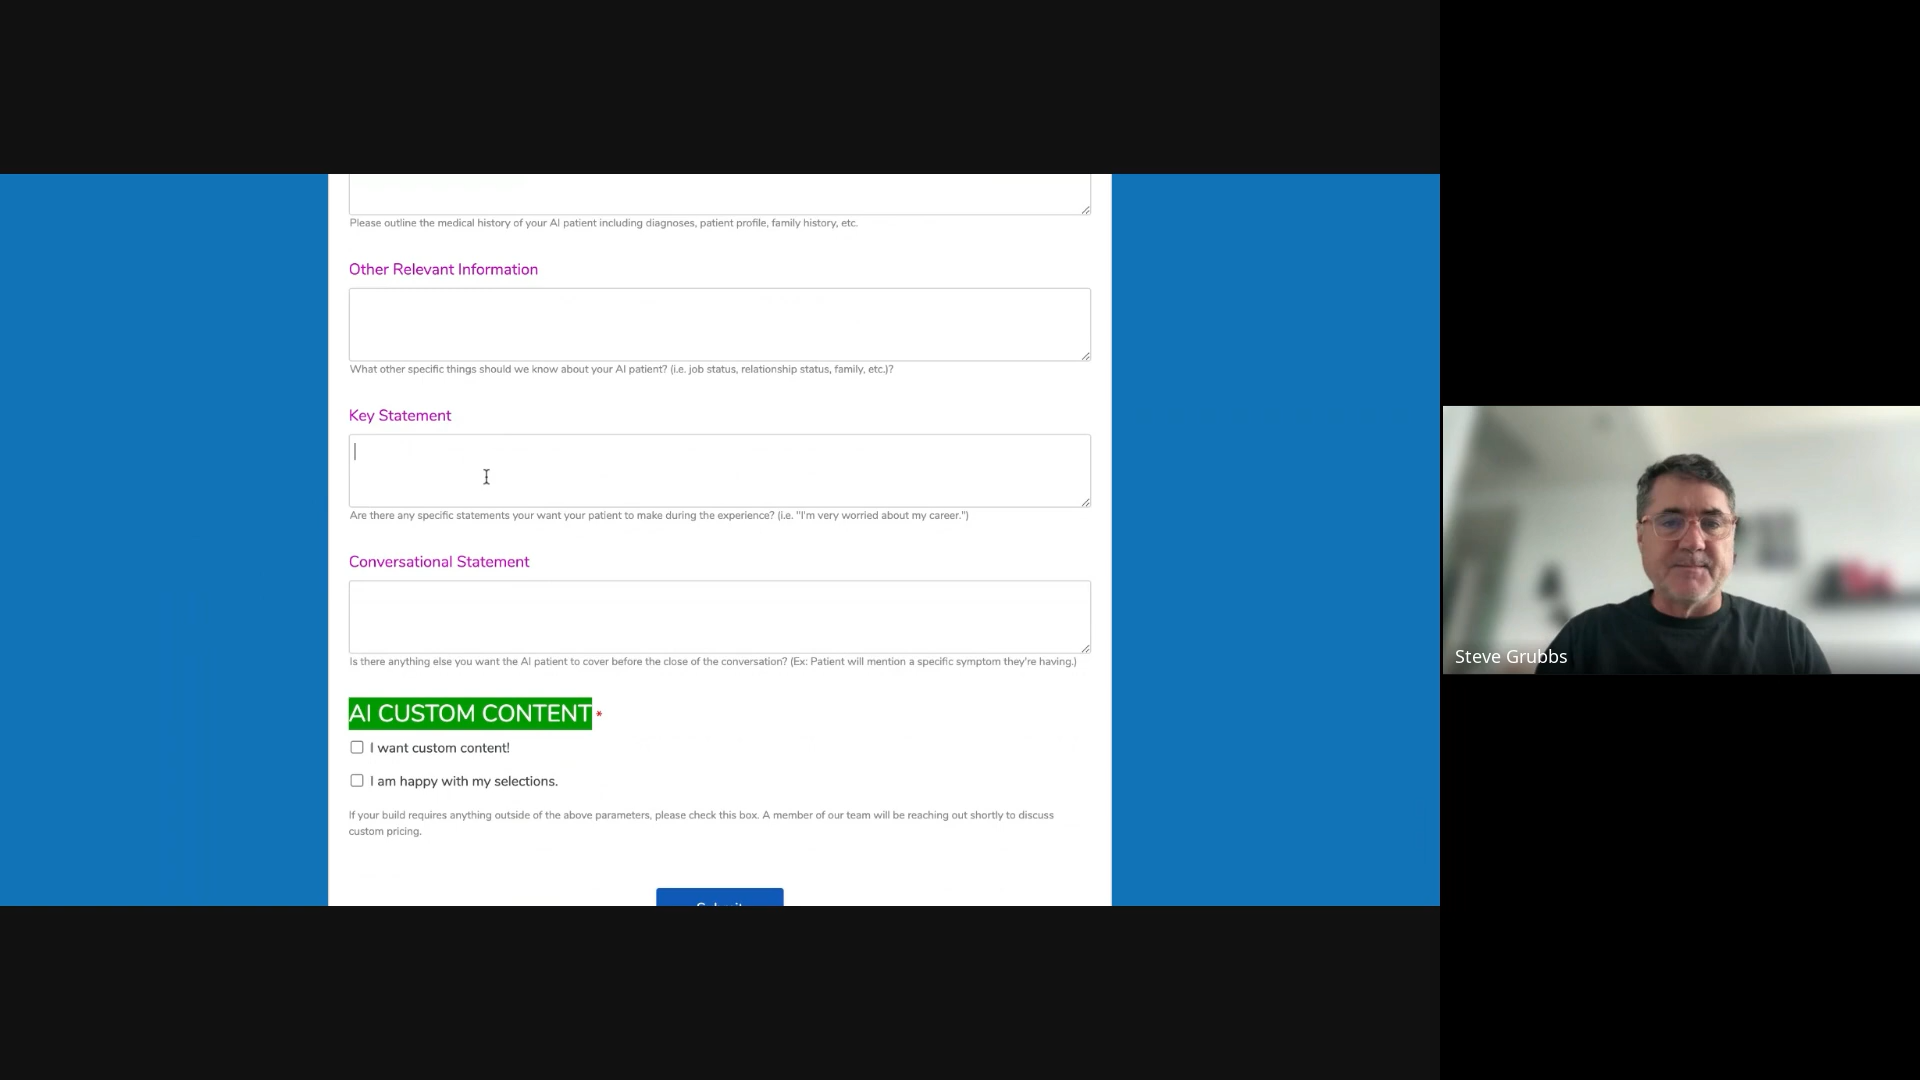 Please outline the medical history of your AI patient including diagnoses, patient profile, family history, etc.
Other Relevant Information
What other specific things should we know about your AI patient? (i.e. job status, relationship status, family, etc.)?
Key Statement
Are there any specific statements your want your patient to make during the experience? (i.e. "I'm very worried about my career.")
Conversational Statement
Is there anything else you want the AI patient to cover before the close of the conversation? (Ex: Patient will mention a specific symptom they're having.)
AI CUSTOM CONTENT *
I want custom content!
I am happy with my selections.
If your build requires anything outside of the above parameters, please check this box. A member of our team will be reaching out shortly to discuss
custom pricing.
Steve Grubbs